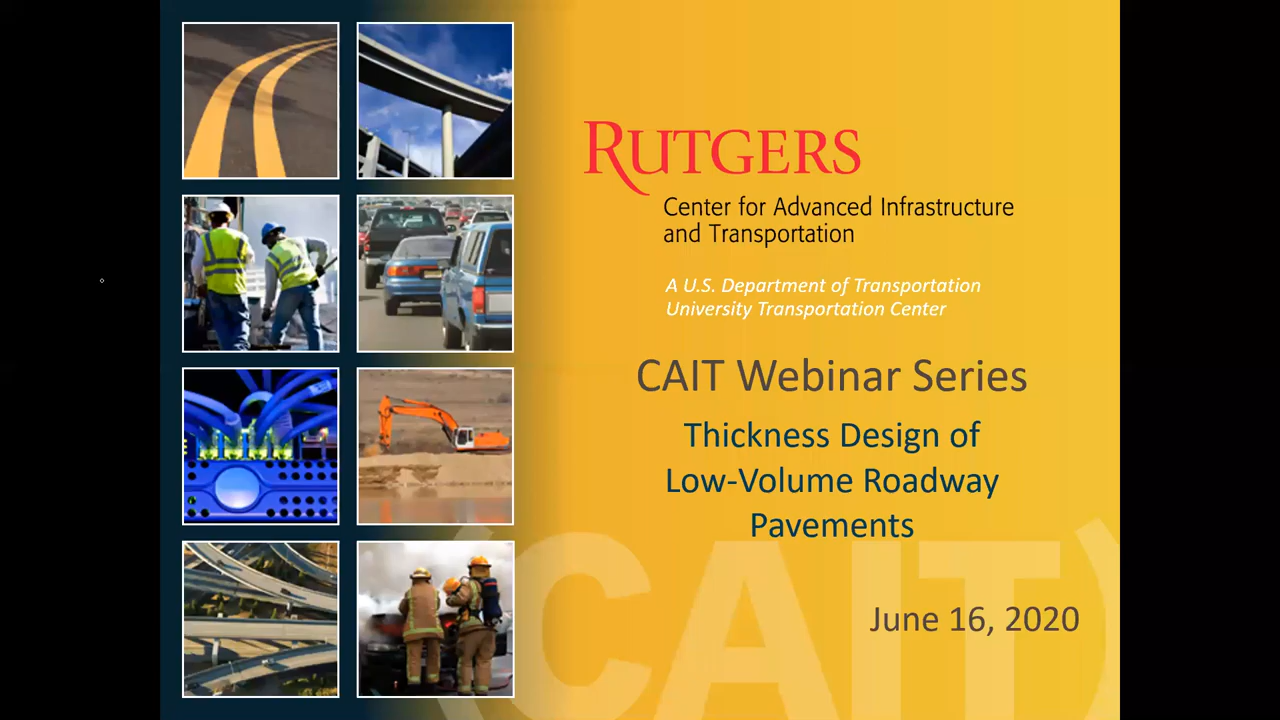 RUTGERS
Center for Advanced Infrastructure
and Transportation
A U.S. Department of Transportation
University Transportation Center
CAIT Webinar Series
Thickness Design of
Low-Volume Roadway
Pavements
June 16, 2020
(CAIT)